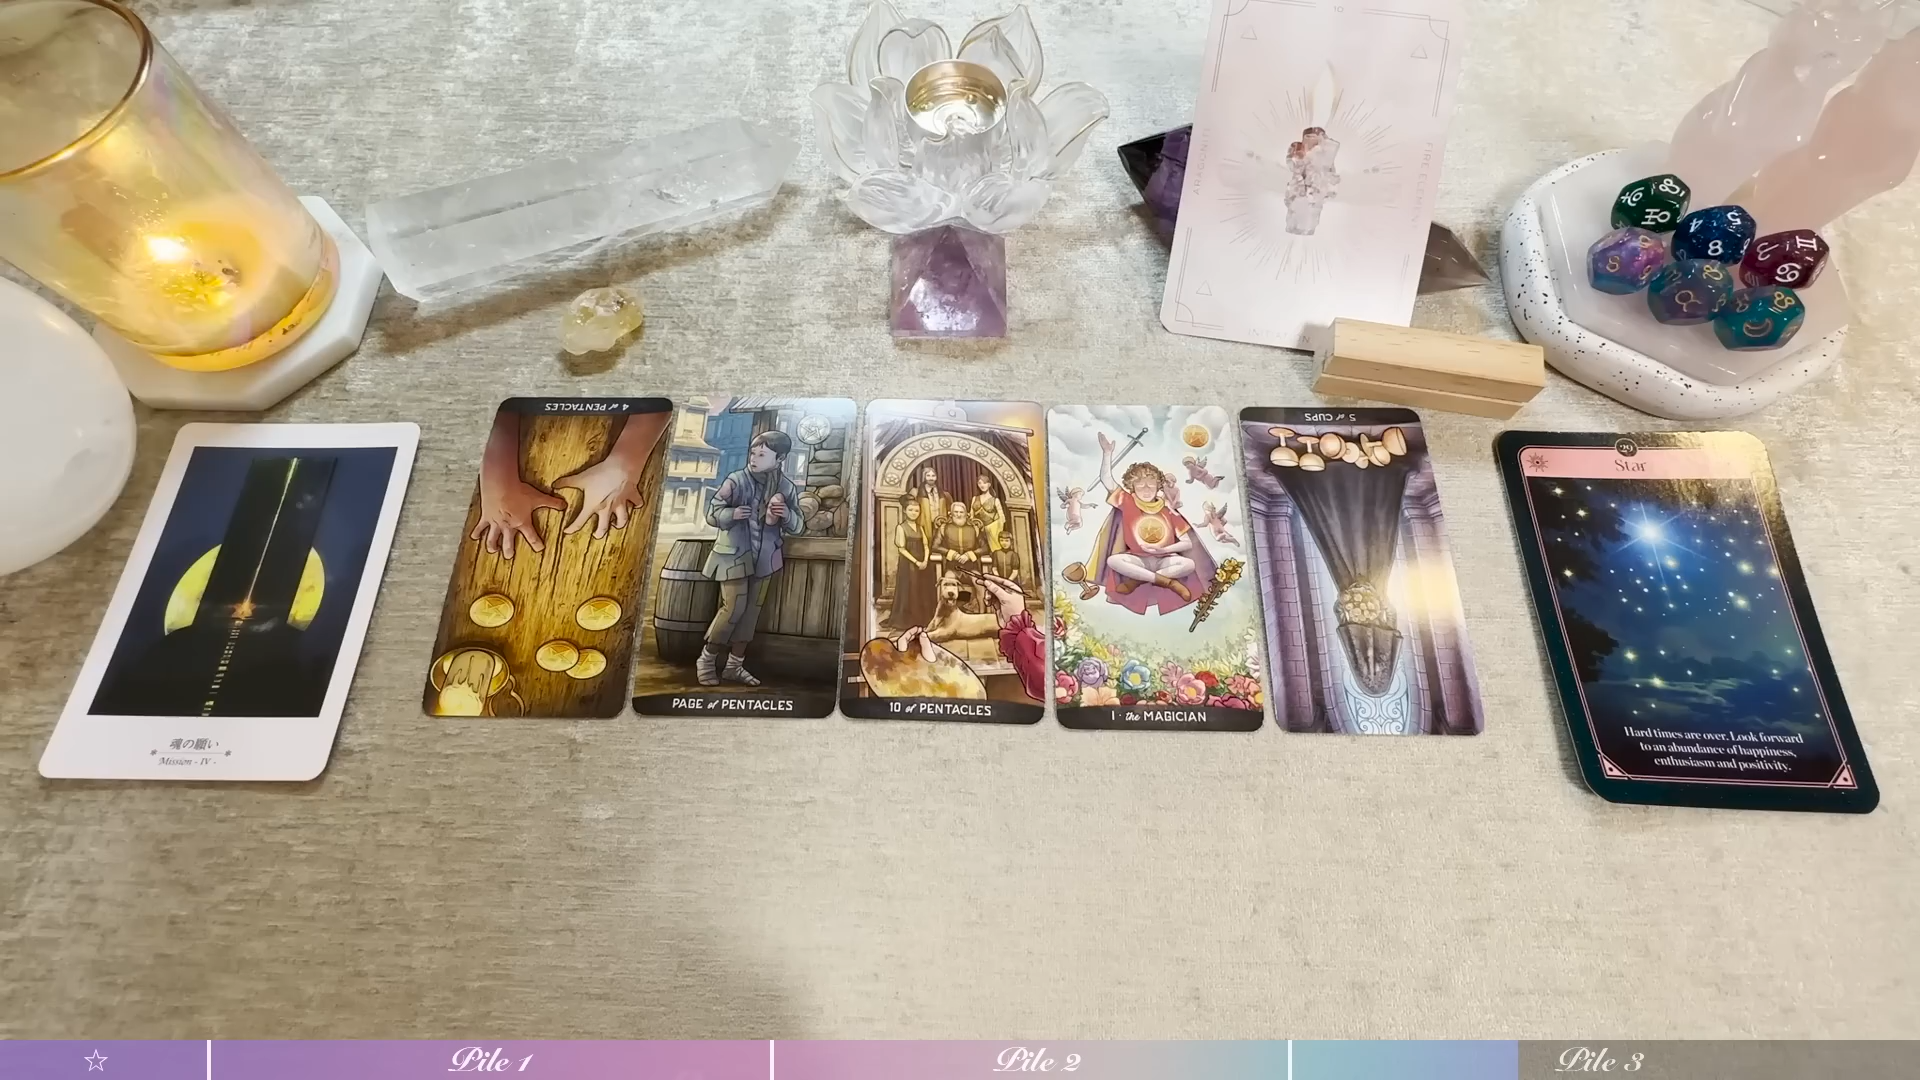 10
ARAGONITE
4 of PENTACLES
PAGE of PENTACLES
10 of PENTACLES
I • the MAGICIAN
5 of CUPS
魂の願い
Mission - IV -
29
Star
Hard times are over. Look forward
to an abundance of happiness,
enthusiasm and positivity.
☆
Pile 1
Pile 2
Pile 3